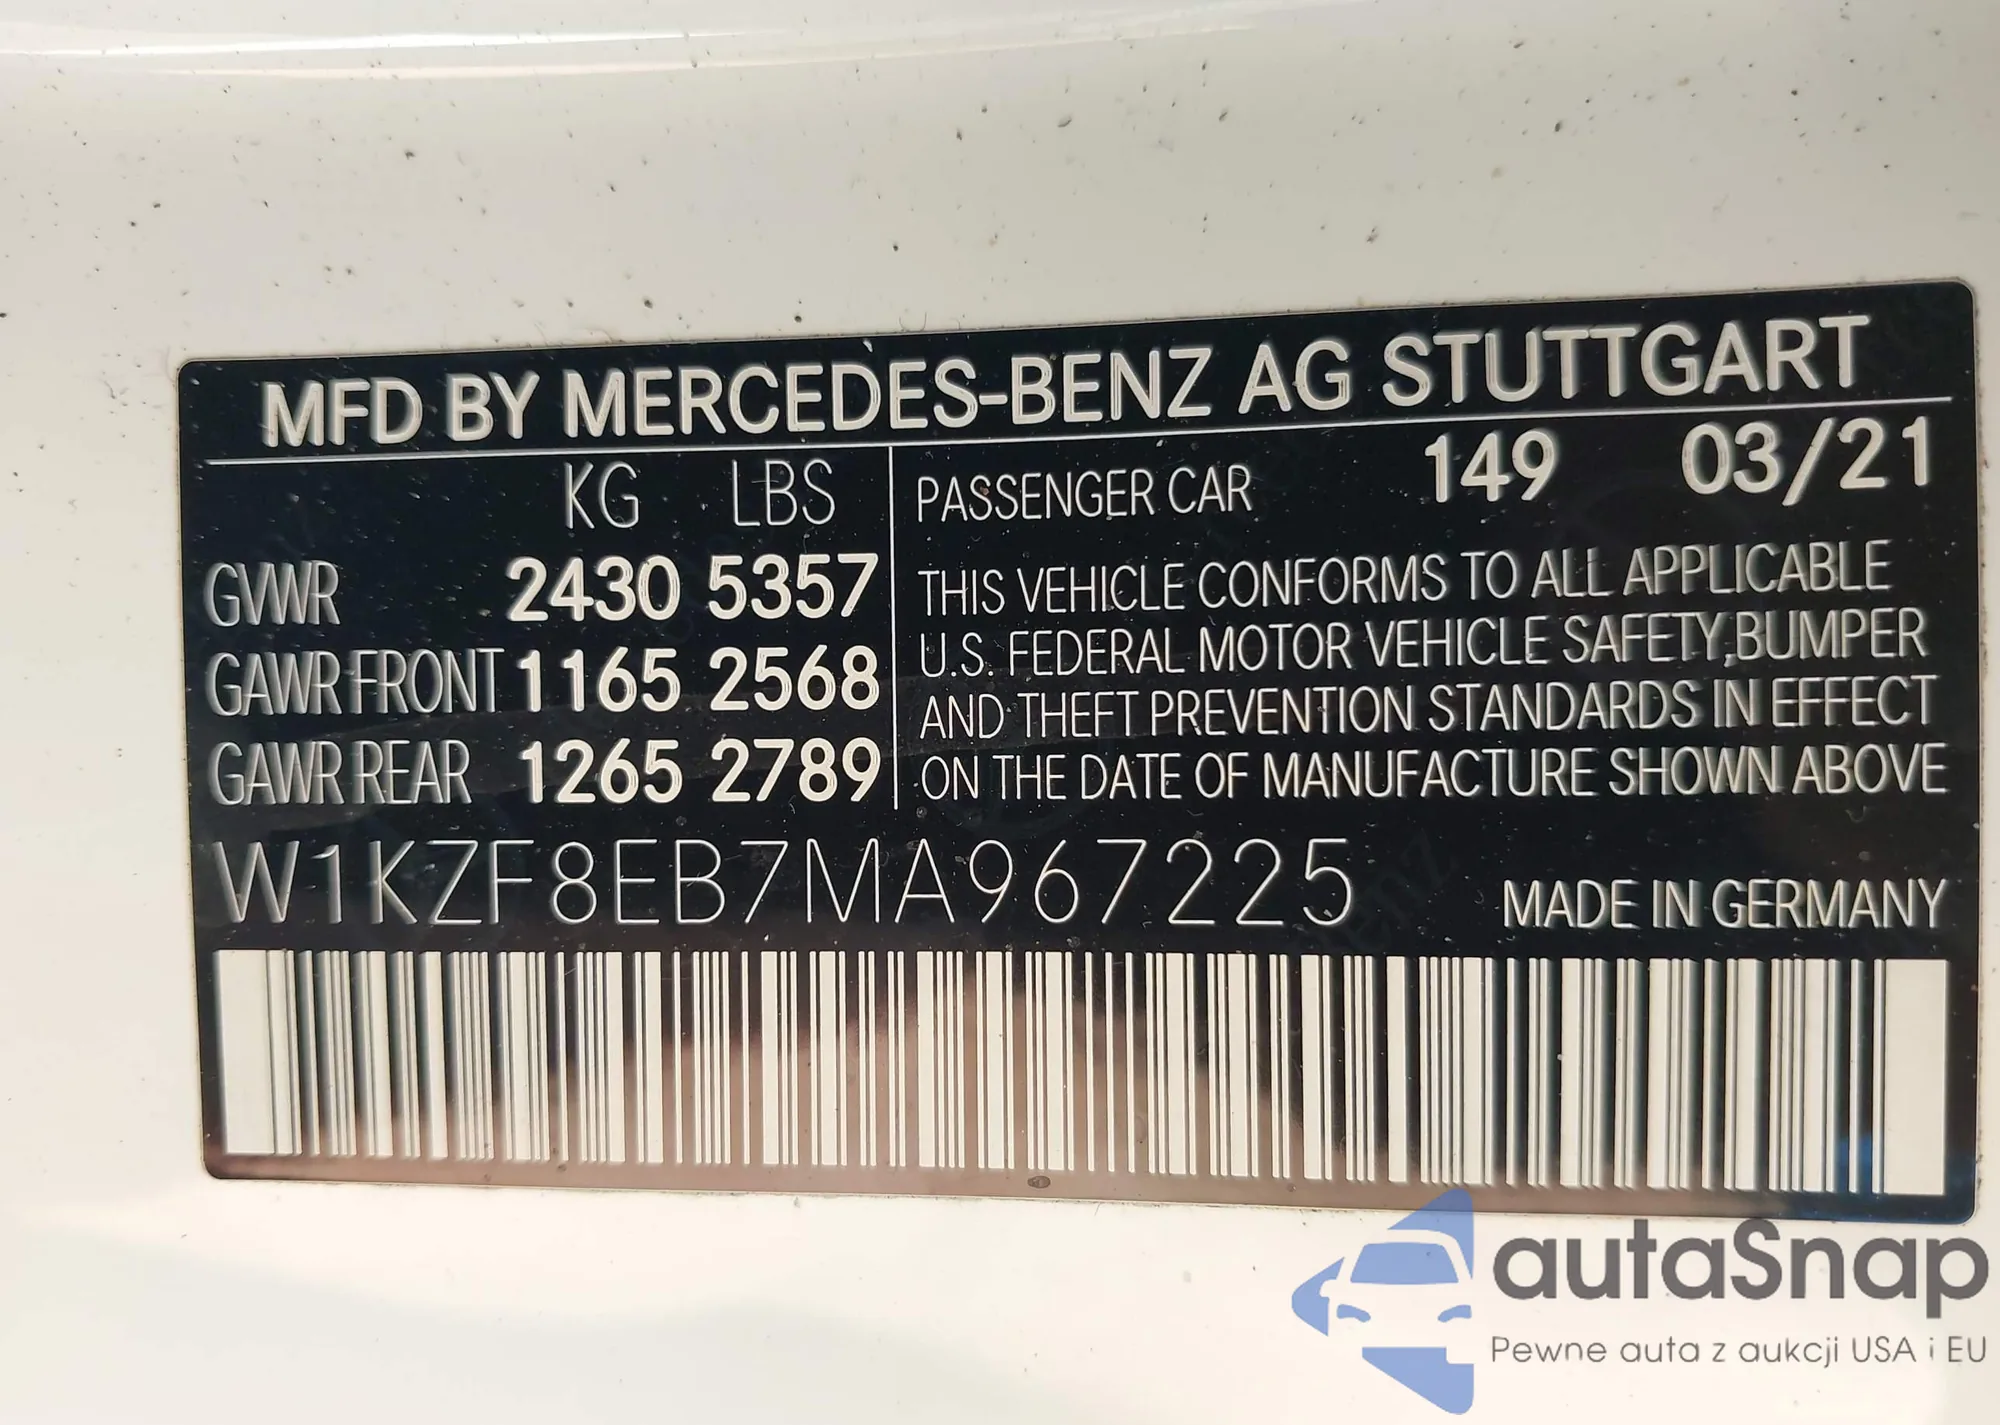 MFD BY MERCEDES-BENZ AG STUTTGART
KG LBS
GVWR 2430 5357
GAWR FRONT 1165 2568
GAWR REAR 1265 2789
PASSENGER CAR 149 03/21
THIS VEHICLE CONFORMS TO ALL APPLICABLE
U.S. FEDERAL MOTOR VEHICLE SAFETY,BUMPER
AND THEFT PREVENTION STANDARDS IN EFFECT
ON THE DATE OF MANUFACTURE SHOWN ABOVE
W1KZF8EB7MA967225
MADE IN GERMANY
autaSnap
Pewne auta z aukcji USA i EU